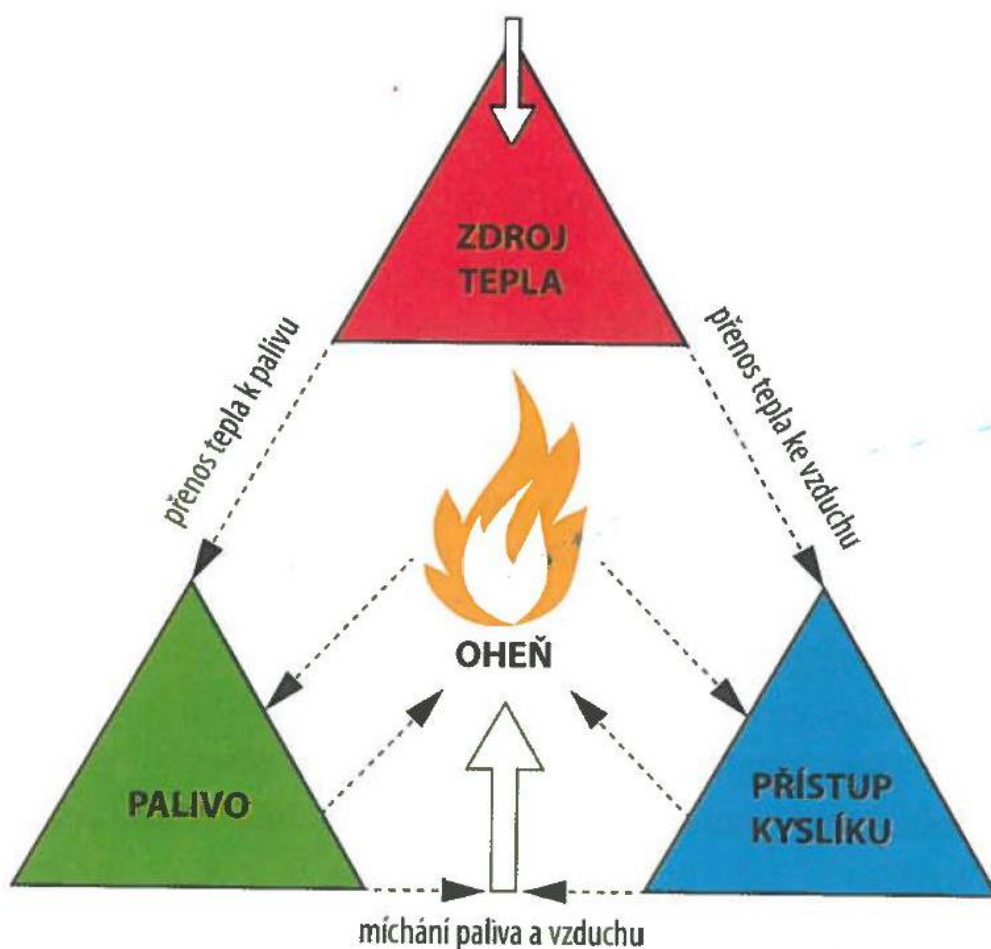 ZDROJ
TEPLA
přenos tepla k palivu
přenos tepla ke vzduchu
OHEŇ
PALIVO
PŘÍSTUP
KYSLÍKU
míchání paliva a vzduchu